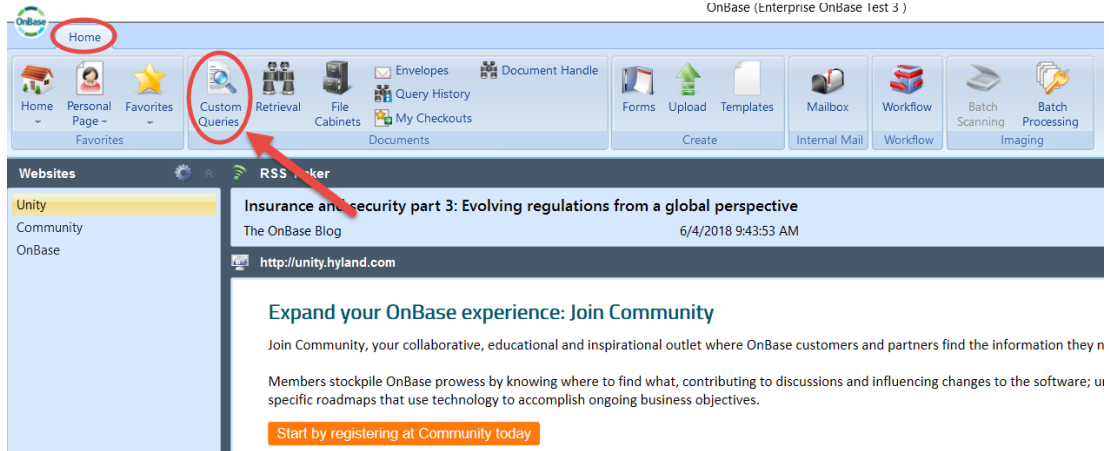 OnBase (Enterprise OnBase Test 3 )
OnBase
Home
Home
Personal Page
Favorites
Favorites
Custom Queries
Retrieval
File Cabinets
Envelopes
Query History
My Checkouts
Document Handle
Documents
Forms
Upload
Templates
Create
Mailbox
Internal Mail
Workflow
Workflow
Batch Scanning
Batch Processing
Imaging
Websites
Unity
Community
OnBase
RSS
Insurance and security part 3: Evolving regulations from a global perspective
The OnBase Blog 6/4/2018 9:43:53 AM
http://unity.hyland.com
Expand your OnBase experience: Join Community
Join Community, your collaborative, educational and inspirational outlet where OnBase customers and partners find the information they
Members stockpile OnBase prowess by knowing where to find what, contributing to discussions and influencing changes to the software;
specific roadmaps that use technology to accomplish ongoing business objectives.
Start by registering at Community today